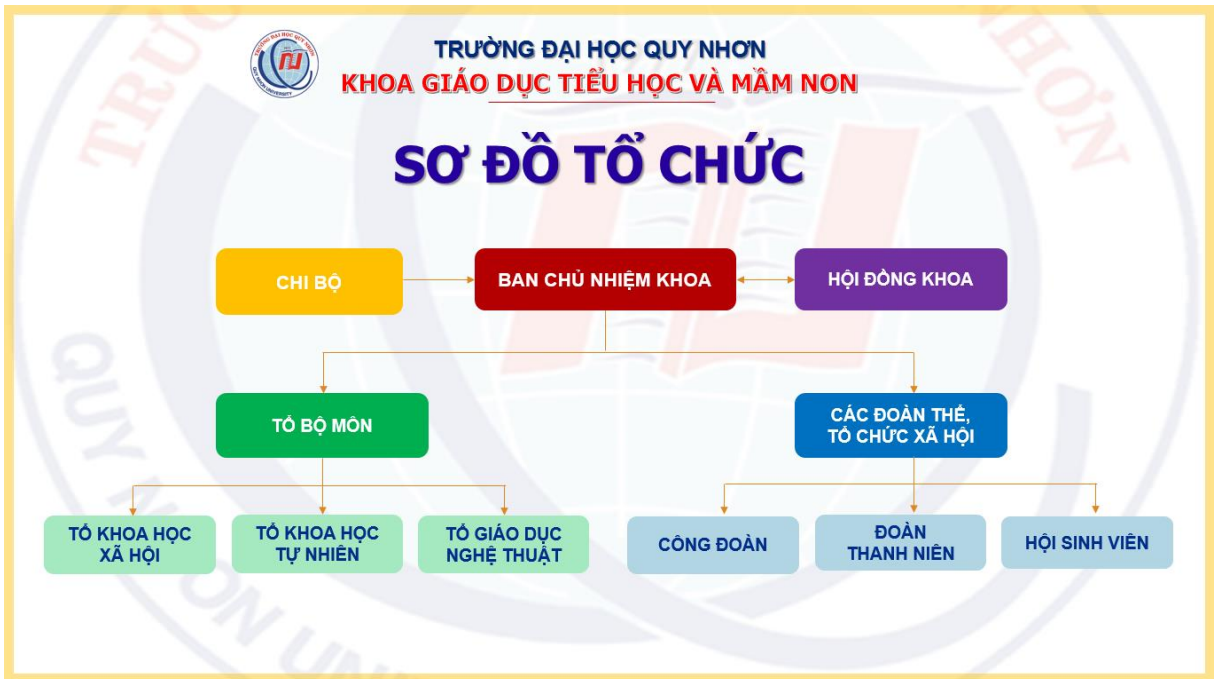 TRƯỜNG ĐẠI HỌC QUY NHƠN
KHOA GIÁO DỤC TIỂU HỌC VÀ MẦM NON
SƠ ĐỒ TỔ CHỨC
CHI BỘ
BAN CHỦ NHIỆM KHOA
HỘI ĐỒNG KHOA
TỔ BỘ MÔN
CÁC ĐOÀN THỂ,
TỔ CHỨC XÃ HỘI
TỔ KHOA HỌC
XÃ HỘI
TỔ KHOA HỌC
TỰ NHIÊN
TỔ GIÁO DỤC
NGHỆ THUẬT
CÔNG ĐOÀN
ĐOÀN
THANH NIÊN
HỘI SINH VIÊN